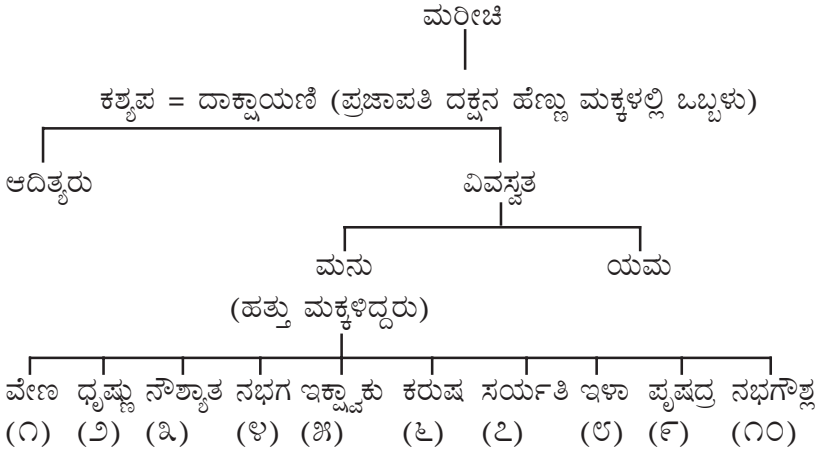 ಮರೀಚಿ
ಕಶ್ಯಪ = ದಾಕ್ಷಾಯಣಿ (ಪ್ರಜಾಪತಿ ದಕ್ಷನ ಹೆಣ್ಣು ಮಕ್ಕಳಲ್ಲಿ ಒಬ್ಬಳು)
ಆದಿತ್ಯರು ವಿವಸ್ವತ
ಮನು ಯಮ
(ಹತ್ತು ಮಕ್ಕಳಿದ್ದರು)
ವೇಣ ಧೃಷ್ಣು ನೌಶ್ಯಾತ ನಭಗ ಇಕ್ಷ್ವಾಕು ಕರುಷ ಸರ್ಯತಿ ಇಳಾ ಪೃಷದ್ರ ನಭಗೌಶ್ಲ
(೧) (೨) (೩) (೪) (೫) (೬) (೭) (೮) (೯) (೧೦)